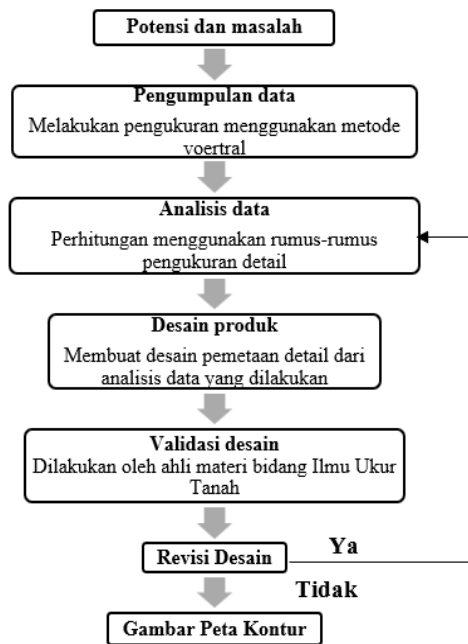 Potensi dan masalah
Pengumpulan data
Melakukan pengukuran menggunakan metode
voertral
Analisis data
Perhitungan menggunakan rumus-rumus
pengukuran detail
Desain produk
Membuat desain pemetaan detail dari
analisis data yang dilakukan
Validasi desain
Dilakukan oleh ahli materi bidang Ilmu Ukur
Tanah
Revisi Desain
Ya
Tidak
Gambar Peta Kontur